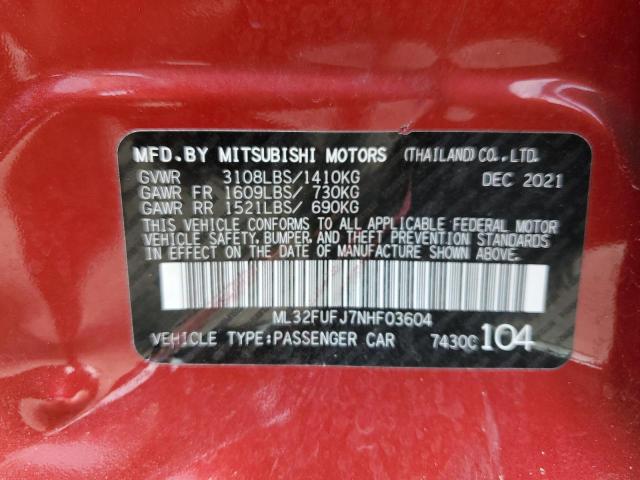 MFD.BY MITSUBISHI MOTORS (THAILAND) CO., LTD.
GVWR 3108LBS/1410KG DEC 2021
GAWR FR 1609LBS/ 730KG
GAWR RR 1521LBS/ 690KG
THIS VEHICLE CONFORMS TO ALL APPLICABLE FEDERAL MOTOR
VEHICLE SAFETY, BUMPER, AND THEFT PREVENTION STANDARDS
IN EFFECT ON THE DATE OF MANUFACTURE SHOWN ABOVE.
ML32FUFJ7NHF03604
VEHICLE TYPE:PASSENGER CAR 7430C 104